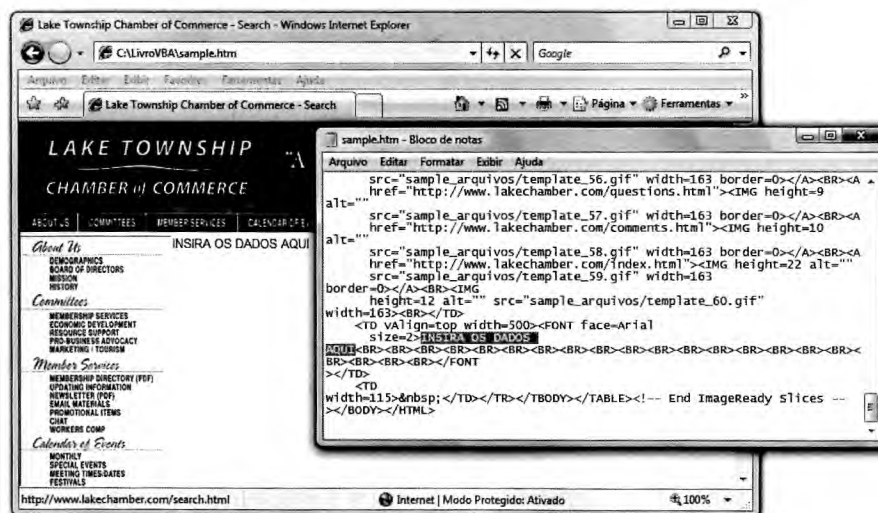 Lake Township Chamber of Commerce - Search - Windows Internet Explorer
C:\LivroVBA\sample.htm
Google
Arquivo Editar Exibir Favoritos Ferramentas Ajuda
Lake Township Chamber of Commerce - Search
Página
Ferramentas
LAKE TOWNSHIP
"A
CHAMBER of COMMERCE
ABOUT US
COMMITTEES
MEMBER SERVICES
CALENDAR OF E
About Us
DEMOGRAPHICS
BOARD OF DIRECTORS
MISSION
HISTORY
Committees
MEMBERSHIP SERVICES
ECONOMIC DEVELOPMENT
RESOURCE SUPPORT
PRO-BUSINESS ADVOCACY
MARKETING / TOURISM
Member Services
MEMBERSHIP DIRECTORY (PDF)
UPDATING INFORMATION
NEWSLETTER (PDF)
EMAIL MATERIALS
PROMOTIONAL ITEMS
CHAT
WORKERS COMP
Calendar of Events
MONTHLY
SPECIAL EVENTS
MEETING TIMES/DATES
FESTIVALS
INSIRA OS DADOS AQUI
http://www.lakechamber.com/search.html
Internet | Modo Protegido: Ativado
100%
sample.htm - Bloco de notas
Arquivo Editar Formatar Exibir Ajuda
src="sample_arquivos/template_56.gif" width=163 border=0></A><BR><A
href="http://www.lakechamber.com/questions.html"><IMG height=9
alt=""
src="sample_arquivos/template_57.gif" width=163 border=0></A><BR><A
href="http://www.lakechamber.com/comments.html"><IMG height=10
alt=""
src="sample_arquivos/template_58.gif" width=163 border=0></A><BR><A
href="http://www.lakechamber.com/index.html"><IMG height=22 alt=""
src="sample_arquivos/template_59.gif" width=163
border=0></A><BR><IMG
height=12 alt="" src="sample_arquivos/template_60.gif"
width=163><BR></TD>
<TD vAlign=top width=500><FONT face=Arial
size=2>INSIRA OS DADOS
AQUI<BR><BR><BR><BR><BR><BR><BR><BR><BR><BR><BR><BR><BR><BR><BR><BR><
BR><BR><BR><BR></FONT
></TD>
<TD
width=115>&nbsp;</TD></TR></TBODY></TABLE><!-- End ImageReady Slices --
></BODY></HTML>